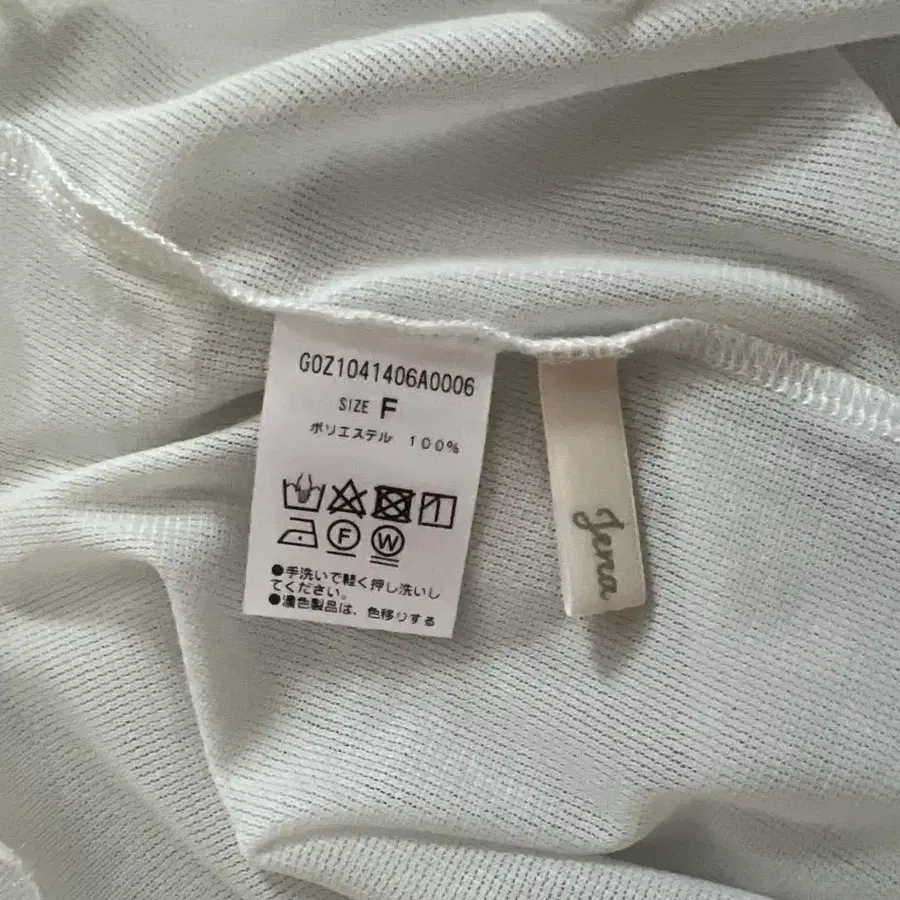 G0Z1041406A0006
SIZE F
ポリエステル 100%
F W
●手洗いで軽く押し洗いし
てください。
●濃色製品は、色移りする
Jena